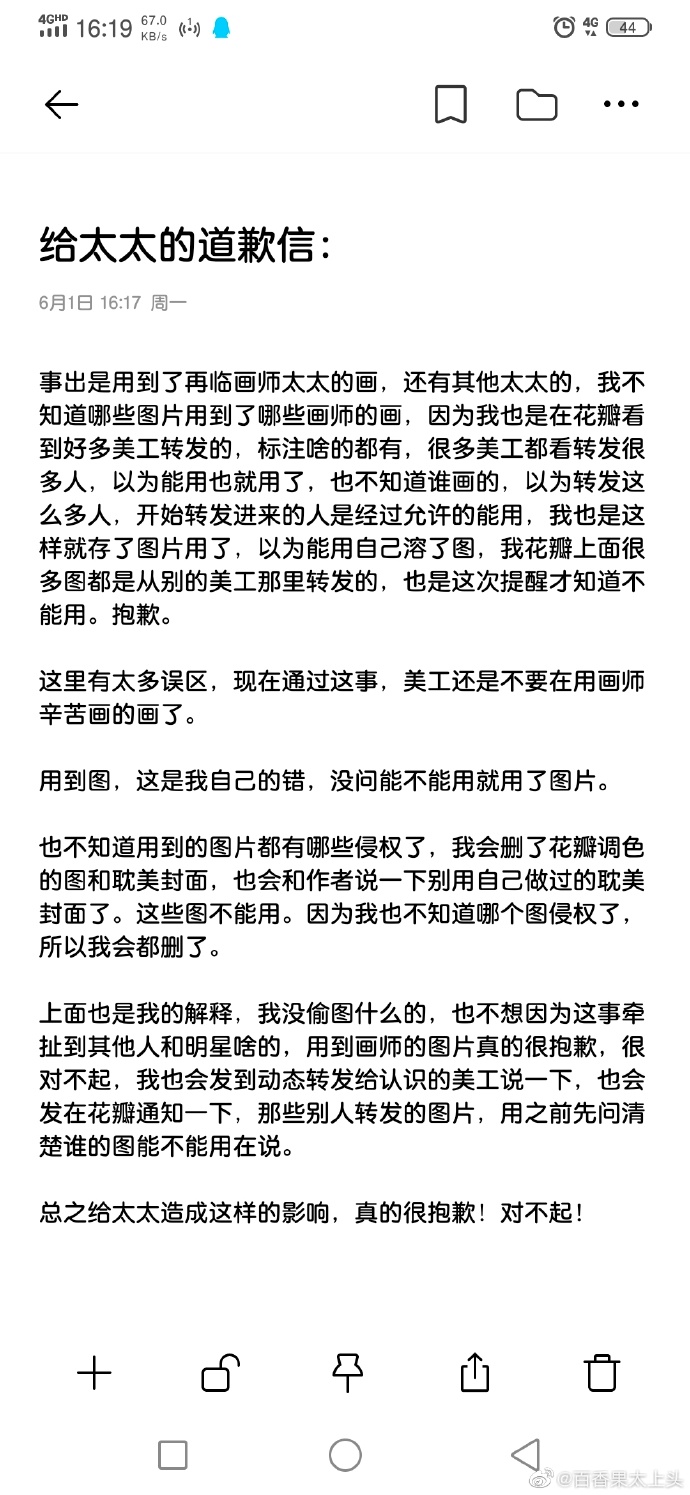 4GHD 16:19 67.0 KB/s 4G 44
给太太的道歉信：
6月1日 16:17 周一
事出是用到了再临画师太太的画，还有其他太太的，我不
知道哪些图片用到了哪些画师的画，因为我也是在花瓣看
到好多美工转发的，标注啥的都有，很多美工都看转发很
多人，以为能用也就用了，也不知道谁画的，以为转发这
么多人，开始转发进来的人是经过允许的能用，我也是这
样就存了图片用了，以为能用自己溶了图，我花瓣上面很
多图都是从别的美工那里转发的，也是这次提醒才知道不
能用。抱歉。
这里有太多误区，现在通过这事，美工还是不要在用画师
辛苦画的画了。
用到图，这是我自己的错，没问能不能用就用了图片。
也不知道用到的图片都有哪些侵权了，我会删了花瓣调色
的图和耽美封面，也会和作者说一下别用自己做过的耽美
封面了。这些图不能用。因为我也不知道哪个图侵权了，
所以我会都删了。
上面也是我的解释，我没偷图什么的，也不想因为这事牵
扯到其他人和明星啥的，用到画师的图片真的很抱歉，很
对不起，我也会发到动态转发给认识的美工说一下，也会
发在花瓣通知一下，那些别人转发的图片，用之前先问清
楚谁的图能不能用在说。
总之给太太造成这样的影响，真的很抱歉！对不起！
@百香果太上头